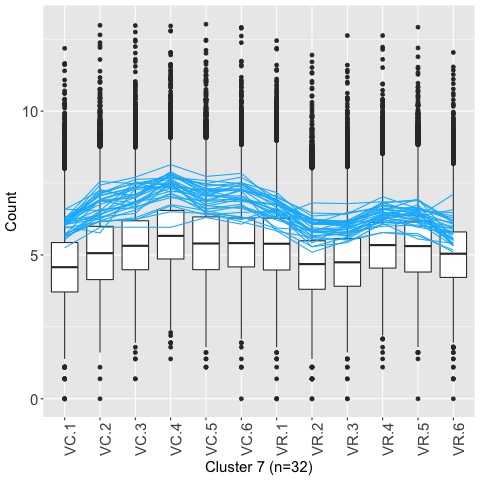 Count
10
5
0
VC.1
VC.2
VC.3
VC.4
VC.5
VC.6
VR.1
VR.2
VR.3
VR.4
VR.5
VR.6
Cluster 7 (n=32)